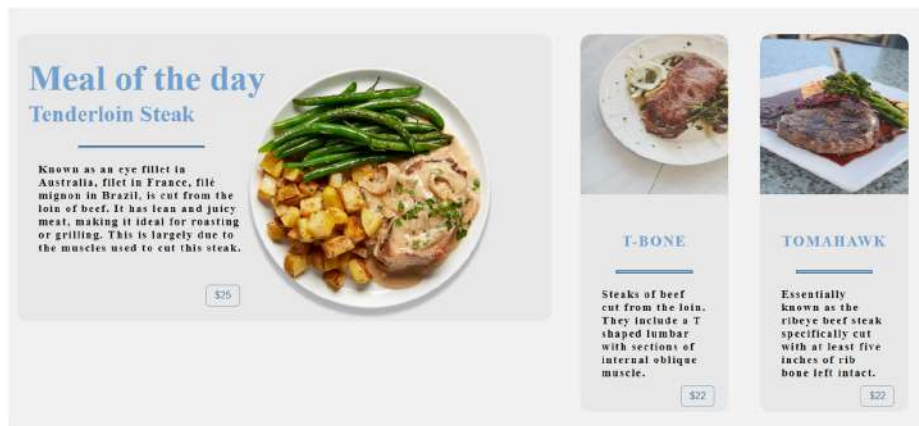 Meal of the day
Tenderloin Steak
Known as an eye fillet in
Australia, filet in France, filé
mignon in Brazil, is cut from the
loin of beef. It has lean and juicy
meat, making it ideal for roasting
or grilling. This is largely due to
the muscles used to cut this steak.
$25
T-BONE
Steaks of beef
cut from the loin.
They include a T
shaped lumbar
with sections of
internal oblique
muscle.
$22
TOMAHAWK
Essentially
known as the
ribeye beef steak
specifically cut
with at least five
inches of rib
bone left intact.
$22